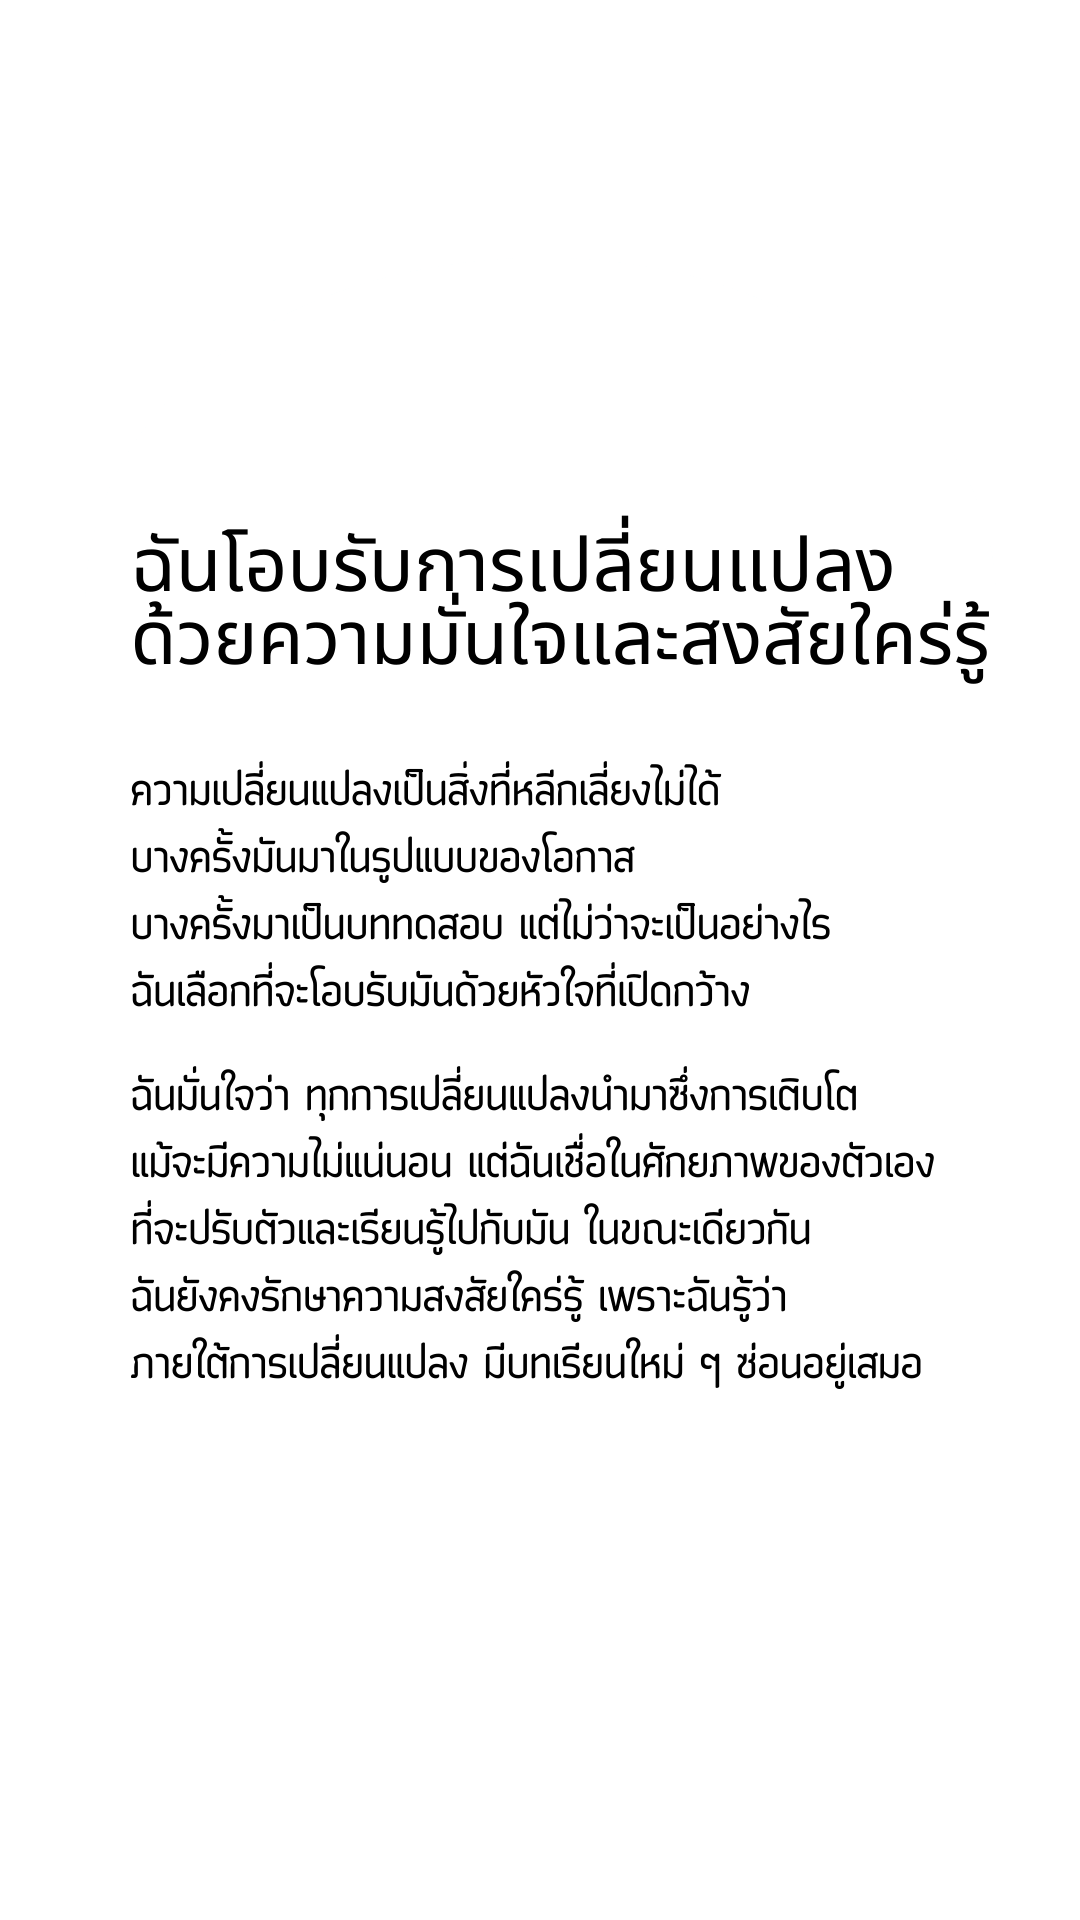 ฉันโอบรับการเปลี่ยนแปลง
ด้วยความมั่นใจและสงสัยใคร่รู้
ความเปลี่ยนแปลงเป็นสิ่งที่หลีกเลี่ยงไม่ได้
บางครั้งมันมาในรูปแบบของโอกาส
บางครั้งมาเป็นบททดสอบ แต่ไม่ว่าจะเป็นอย่างไร
ฉันเลือกที่จะโอบรับมันด้วยหัวใจที่เปิดกว้าง
ฉันมั่นใจว่า ทุกการเปลี่ยนแปลงนำมาซึ่งการเติบโต
แม้จะมีความไม่แน่นอน แต่ฉันเชื่อในศักยภาพของตัวเอง
ที่จะปรับตัวและเรียนรู้ไปกับมัน ในขณะเดียวกัน
ฉันยังคงรักษาความสงสัยใคร่รู้ เพราะฉันรู้ว่า
ภายใต้การเปลี่ยนแปลง มีบทเรียนใหม่ ๆ ซ่อนอยู่เสมอ